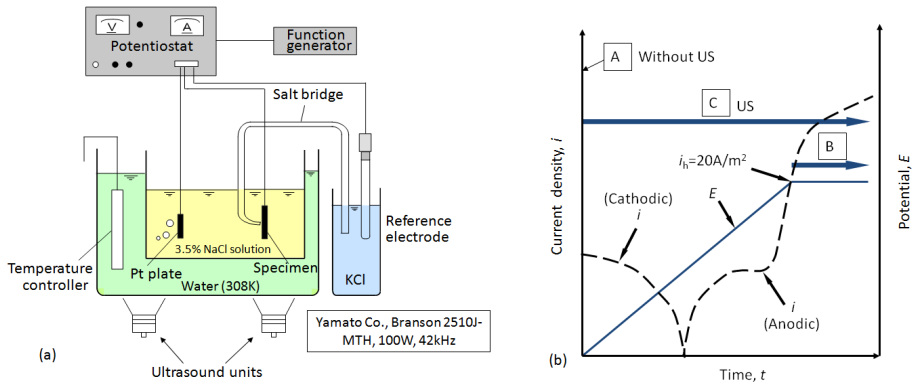 V
A
Potentiostat
Function
generator
Salt bridge
Reference
electrode
3.5% NaCl solution
Temperature
controller
Pt plate
Specimen
KCl
Water (308K)
Yamato Co., Branson 2510J-
MTH, 100W, 42kHz
(a)
Ultrasound units
A
Without US
C
US
B
iₕ=20A/m²
(Cathodic)
i
E
i
(Anodic)
Current density, i
Potential, E
(b)
Time, t